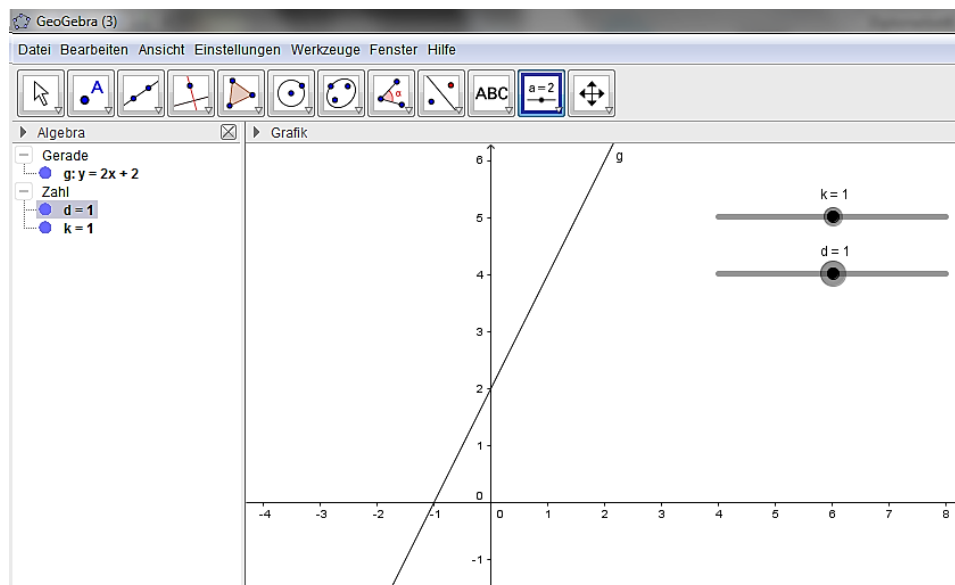 GeoGebra (3)
Datei Bearbeiten Ansicht Einstellungen Werkzeuge Fenster Hilfe
A α ABC a = 2
Algebra
Grafik
Gerade
g: y = 2x + 2
Zahl
d = 1
k = 1
g
k = 1
d = 1
6
5
4
3
2
1
0
-1
-4 -3 -2 -1 0 1 2 3 4 5 6 7 8